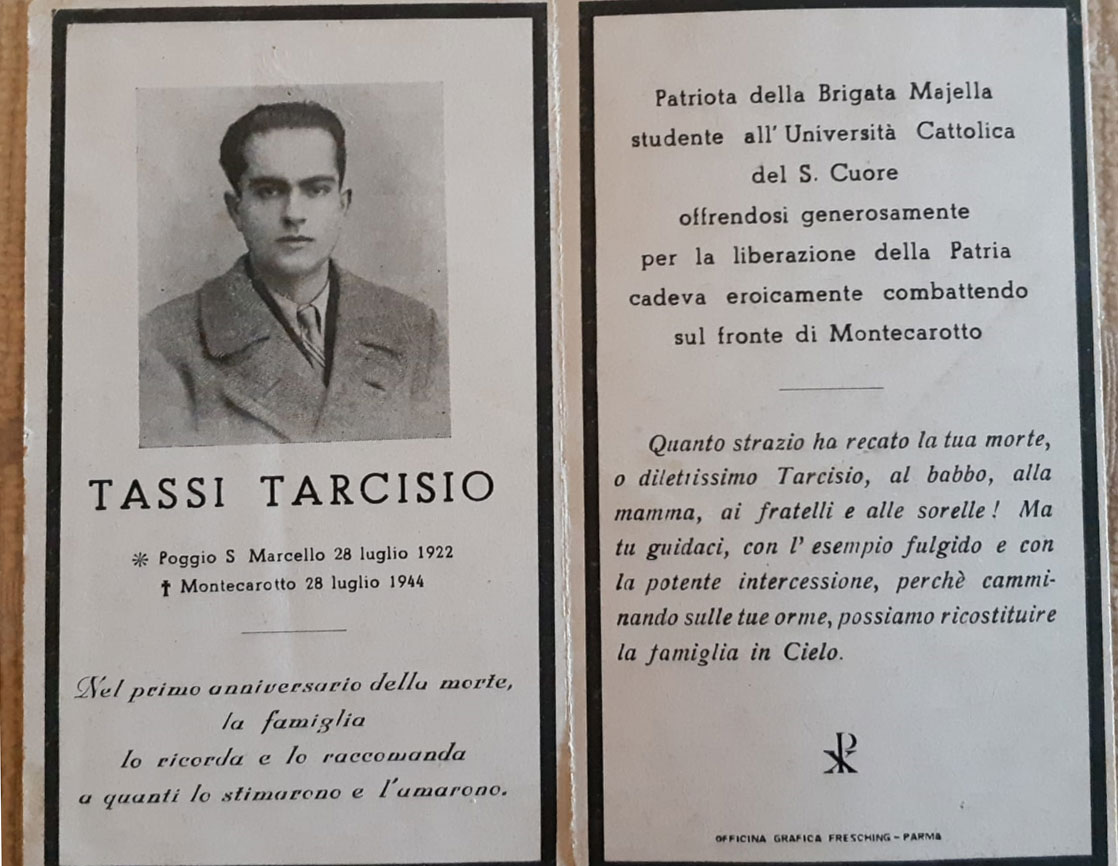 TASSI TARCISIO
Poggio S Marcello 28 luglio 1922
Montecarotto 28 luglio 1944
Nel primo anniversario della morte,
la famiglia
lo ricorda e lo raccomanda
a quanti lo stimarono e l'amarono.
Patriota della Brigata Majella
studente all' Università Cattolica
del S. Cuore
offrendosi generosamente
per la liberazione della Patria
cadeva eroicamente combattendo
sul fronte di Montecarotto
Quanto strazio ha recato la tua morte,
o dilettissimo Tarcisio, al babbo, alla
mamma, ai fratelli e alle sorelle! Ma
tu guidaci, con l' esempio fulgido e con
la potente intercessione, perchè cammi-
nando sulle tue orme, possiamo ricostituire
la famiglia in Cielo.
OFFICINA GRAFICA FRESCHING - PARMA